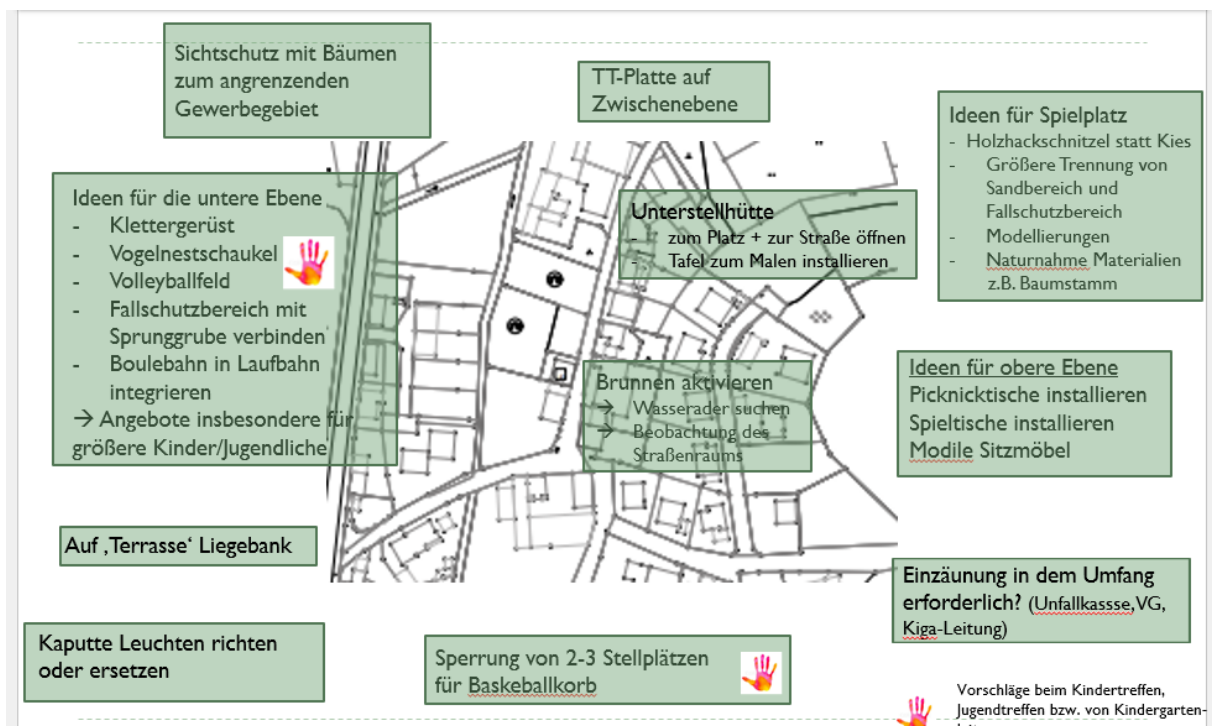 Sichtschutz mit Bäumen
zum angrenzenden
Gewerbegebiet
TT-Platte auf
Zwischenebene
Ideen für Spielplatz
- Holzhackschnitzel statt Kies
- Größere Trennung von
Sandbereich und
Fallschutzbereich
- Modellierungen
- Naturnahme Materialien
z.B. Baumstamm
Ideen für die untere Ebene
- Klettergerüst
- Vogelnestschaukel
- Volleyballfeld
- Fallschutzbereich mit
Sprunggrube verbinden
- Boulebahn in Laufbahn
integrieren
→ Angebote insbesondere für
größere Kinder/Jugendliche
Unterstellhütte
- zum Platz + zur Straße öffnen
- Tafel zum Malen installieren
Brunnen aktivieren
→ Wasserader suchen
→ Beobachtung des
Straßenraums
Ideen für obere Ebene
Picknicktische installieren
Spieltische installieren
Modile Sitzmöbel
Auf ‚Terrasse‘ Liegebank
Einzäunung in dem Umfang
erforderlich? (Unfallkassse, VG,
Kiga-Leitung)
Kaputte Leuchten richten
oder ersetzen
Sperrung von 2-3 Stellplätzen
für Baskeballkorb
Vorschläge beim Kindertreffen,
Jugendtreffen bzw. von Kindergarten-